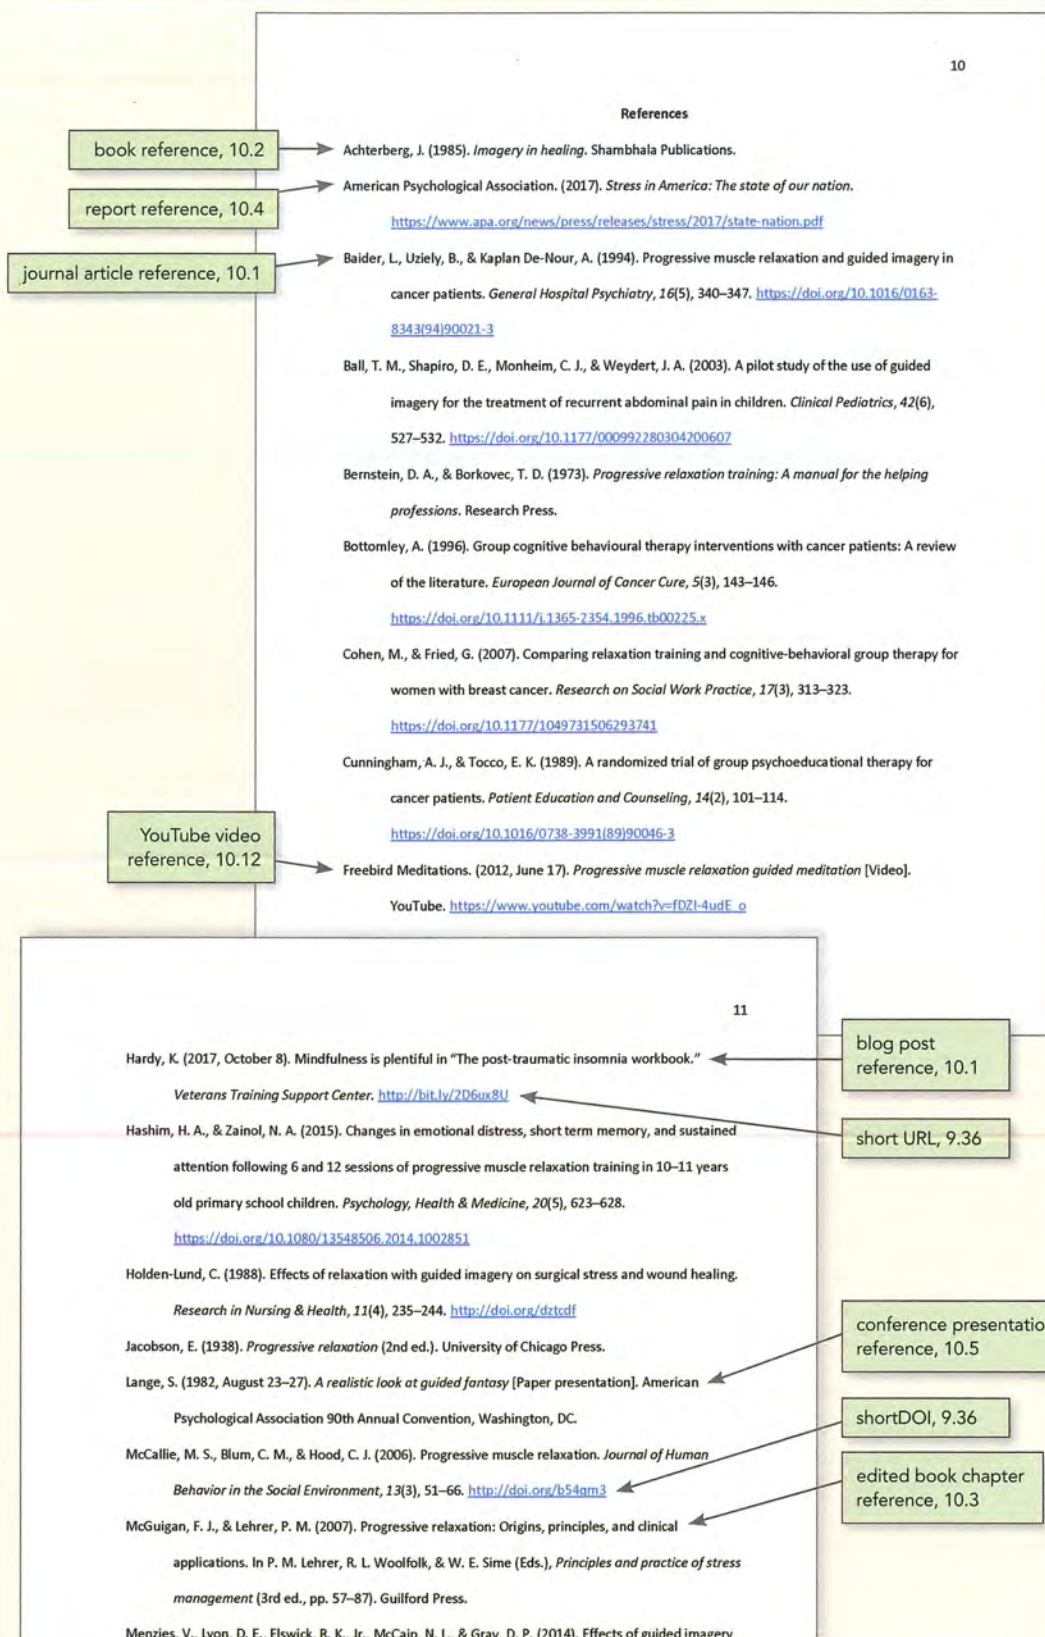 10
References
book reference, 10.2
Achterberg, J. (1985). Imagery in healing. Shambhala Publications.
report reference, 10.4
American Psychological Association. (2017). Stress in America: The state of our nation.
https://www.apa.org/news/press/releases/stress/2017/state-nation.pdf
journal article reference, 10.1
Baider, L., Uziely, B., & Kaplan De-Nour, A. (1994). Progressive muscle relaxation and guided imagery in
cancer patients. General Hospital Psychiatry, 16(5), 340–347. https://doi.org/10.1016/0163-
8343(94)90021-3
Ball, T. M., Shapiro, D. E., Monheim, C. J., & Weydert, J. A. (2003). A pilot study of the use of guided
imagery for the treatment of recurrent abdominal pain in children. Clinical Pediatrics, 42(6),
527–532. https://doi.org/10.1177/000992280304200607
Bernstein, D. A., & Borkovec, T. D. (1973). Progressive relaxation training: A manual for the helping
professions. Research Press.
Bottomley, A. (1996). Group cognitive behavioural therapy interventions with cancer patients: A review
of the literature. European Journal of Cancer Cure, 5(3), 143–146.
https://doi.org/10.1111/j.1365-2354.1996.tb00225.x
Cohen, M., & Fried, G. (2007). Comparing relaxation training and cognitive-behavioral group therapy for
women with breast cancer. Research on Social Work Practice, 17(3), 313–323.
https://doi.org/10.1177/1049731506293741
Cunningham, A. J., & Tocco, E. K. (1989). A randomized trial of group psychoeducational therapy for
cancer patients. Patient Education and Counseling, 14(2), 101–114.
https://doi.org/10.1016/0738-3991(89)90046-3
YouTube video
reference, 10.12
Freebird Meditations. (2012, June 17). Progressive muscle relaxation guided meditation [Video].
YouTube. https://www.youtube.com/watch?v=fDZI-4udE_o
11
blog post
reference, 10.1
Hardy, K. (2017, October 8). Mindfulness is plentiful in “The post-traumatic insomnia workbook.”
Veterans Training Support Center. http://bit.ly/2D6ux8U
short URL, 9.36
Hashim, H. A., & Zainol, N. A. (2015). Changes in emotional distress, short term memory, and sustained
attention following 6 and 12 sessions of progressive muscle relaxation training in 10–11 years
old primary school children. Psychology, Health & Medicine, 20(5), 623–628.
https://doi.org/10.1080/13548506.2014.1002851
Holden-Lund, C. (1988). Effects of relaxation with guided imagery on surgical stress and wound healing.
Research in Nursing & Health, 11(4), 235–244. http://doi.org/dztcdf
Jacobson, E. (1938). Progressive relaxation (2nd ed.). University of Chicago Press.
conference presentatio
reference, 10.5
Lange, S. (1982, August 23–27). A realistic look at guided fantasy [Paper presentation]. American
Psychological Association 90th Annual Convention, Washington, DC.
shortDOI, 9.36
McCallie, M. S., Blum, C. M., & Hood, C. J. (2006). Progressive muscle relaxation. Journal of Human
Behavior in the Social Environment, 13(3), 51–66. http://doi.org/b54qm3
edited book chapter
reference, 10.3
McGuigan, F. J., & Lehrer, P. M. (2007). Progressive relaxation: Origins, principles, and clinical
applications. In P. M. Lehrer, R. L. Woolfolk, & W. E. Sime (Eds.), Principles and practice of stress
management (3rd ed., pp. 57–87). Guilford Press.
Menzies, V., Lyon, D. E., Elswick, R. K., Jr., McCain, N. L., & Gray, D. P. (2014). Effects of guided imagery